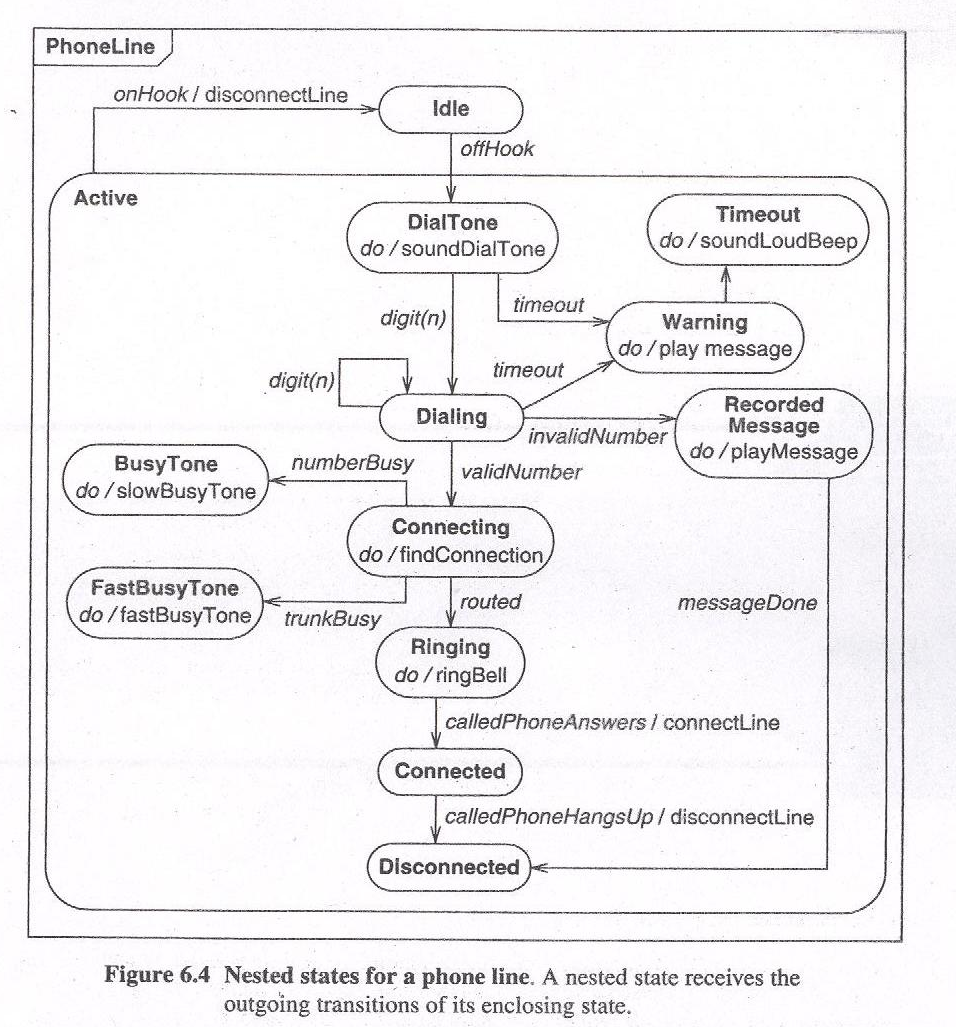 PhoneLine
onHook / disconnectLine
Idle
offHook
Active
DialTone
do / soundDialTone
Timeout
do / soundLoudBeep
timeout
digit(n)
Warning
do / play message
timeout
digit(n)
Dialing
invalidNumber
Recorded
Message
do / playMessage
BusyTone
do / slowBusyTone
numberBusy
validNumber
Connecting
do / findConnection
FastBusyTone
do / fastBusyTone
trunkBusy
routed
messageDone
Ringing
do / ringBell
calledPhoneAnswers / connectLine
Connected
calledPhoneHangsUp / disconnectLine
Disconnected
Figure 6.4 Nested states for a phone line. A nested state receives the
outgoing transitions of its enclosing state.